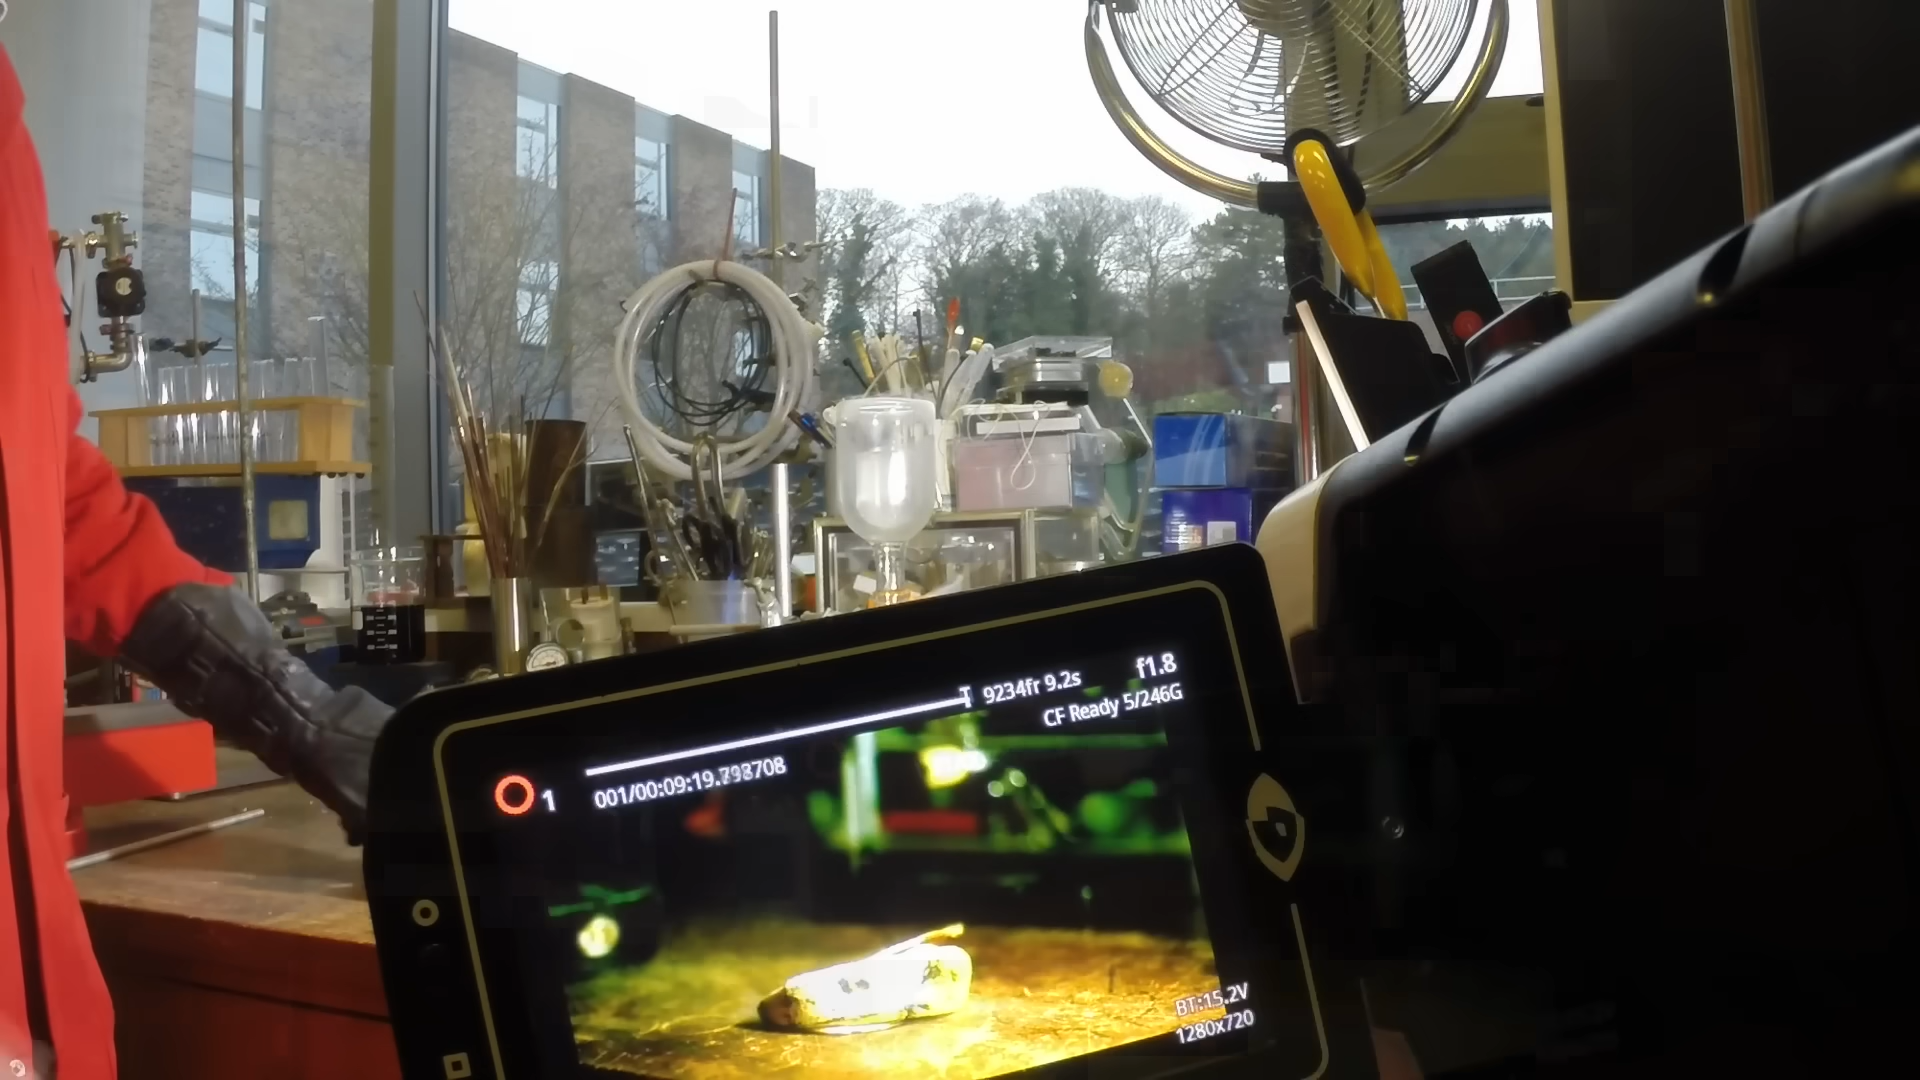 9234fr 9.2s
f1.8
CF Ready 5/246G
1
001/00:09:19.798708
BT:15.2V
1280x720